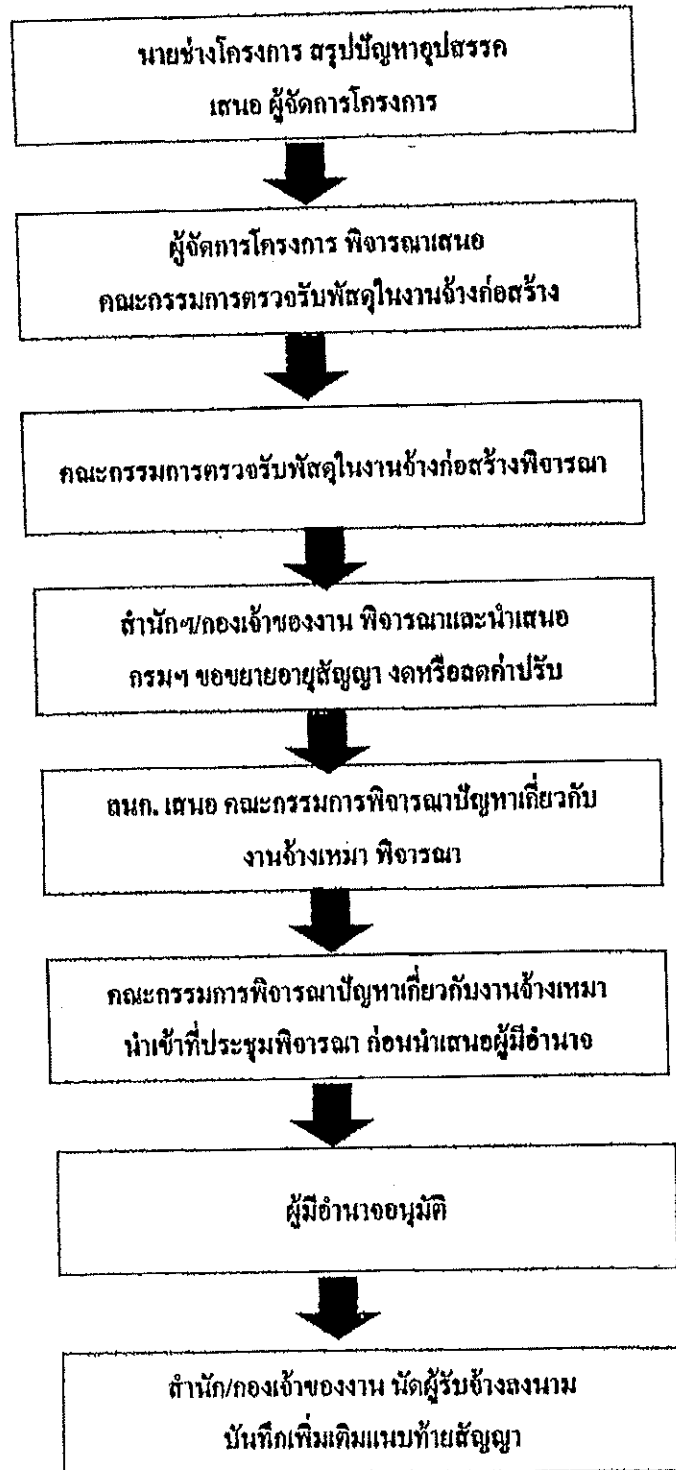 นายช่างโครงการ สรุปปัญหาอุปสรรค
เสนอ ผู้จัดการโครงการ
ผู้จัดการโครงการ พิจารณาเสนอ
คณะกรรมการตรวจรับพัสดุในงานจ้างก่อสร้าง
คณะกรรมการตรวจรับพัสดุในงานจ้างก่อสร้างพิจารณา
สำนักฯ/กองเจ้าของงาน พิจารณาและนำเสนอ
กรมฯ ขอขยายอายุสัญญา งดหรือลดค่าปรับ
สนก. เสนอ คณะกรรมการพิจารณาปัญหาเกี่ยวกับ
งานจ้างเหมา พิจารณา
คณะกรรมการพิจารณาปัญหาเกี่ยวกับงานจ้างเหมา
นำเข้าที่ประชุมพิจารณา ก่อนนำเสนอผู้มีอำนาจ
ผู้มีอำนาจอนุมัติ
สำนัก/กองเจ้าของงาน นัดผู้รับจ้างลงนาม
บันทึกเพิ่มเติมแนบท้ายสัญญา